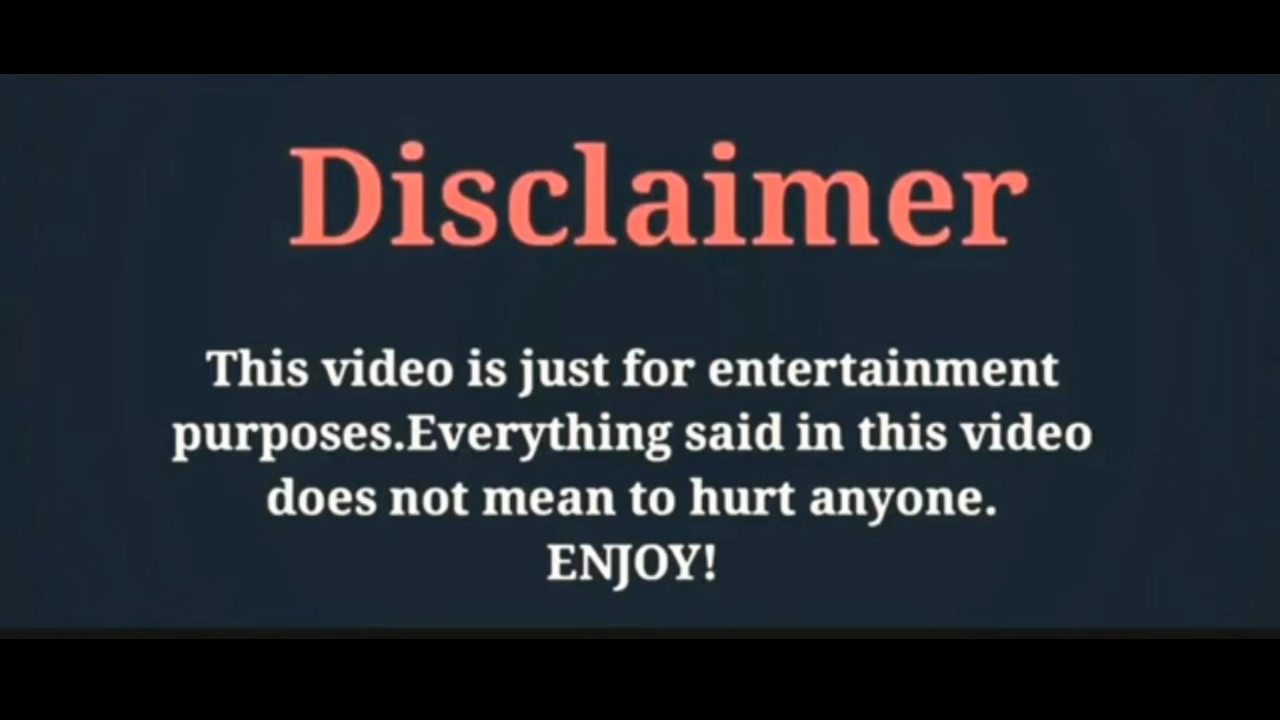 Disclaimer
This video is just for entertainment
purposes.Everything said in this video
does not mean to hurt anyone.
ENJOY!